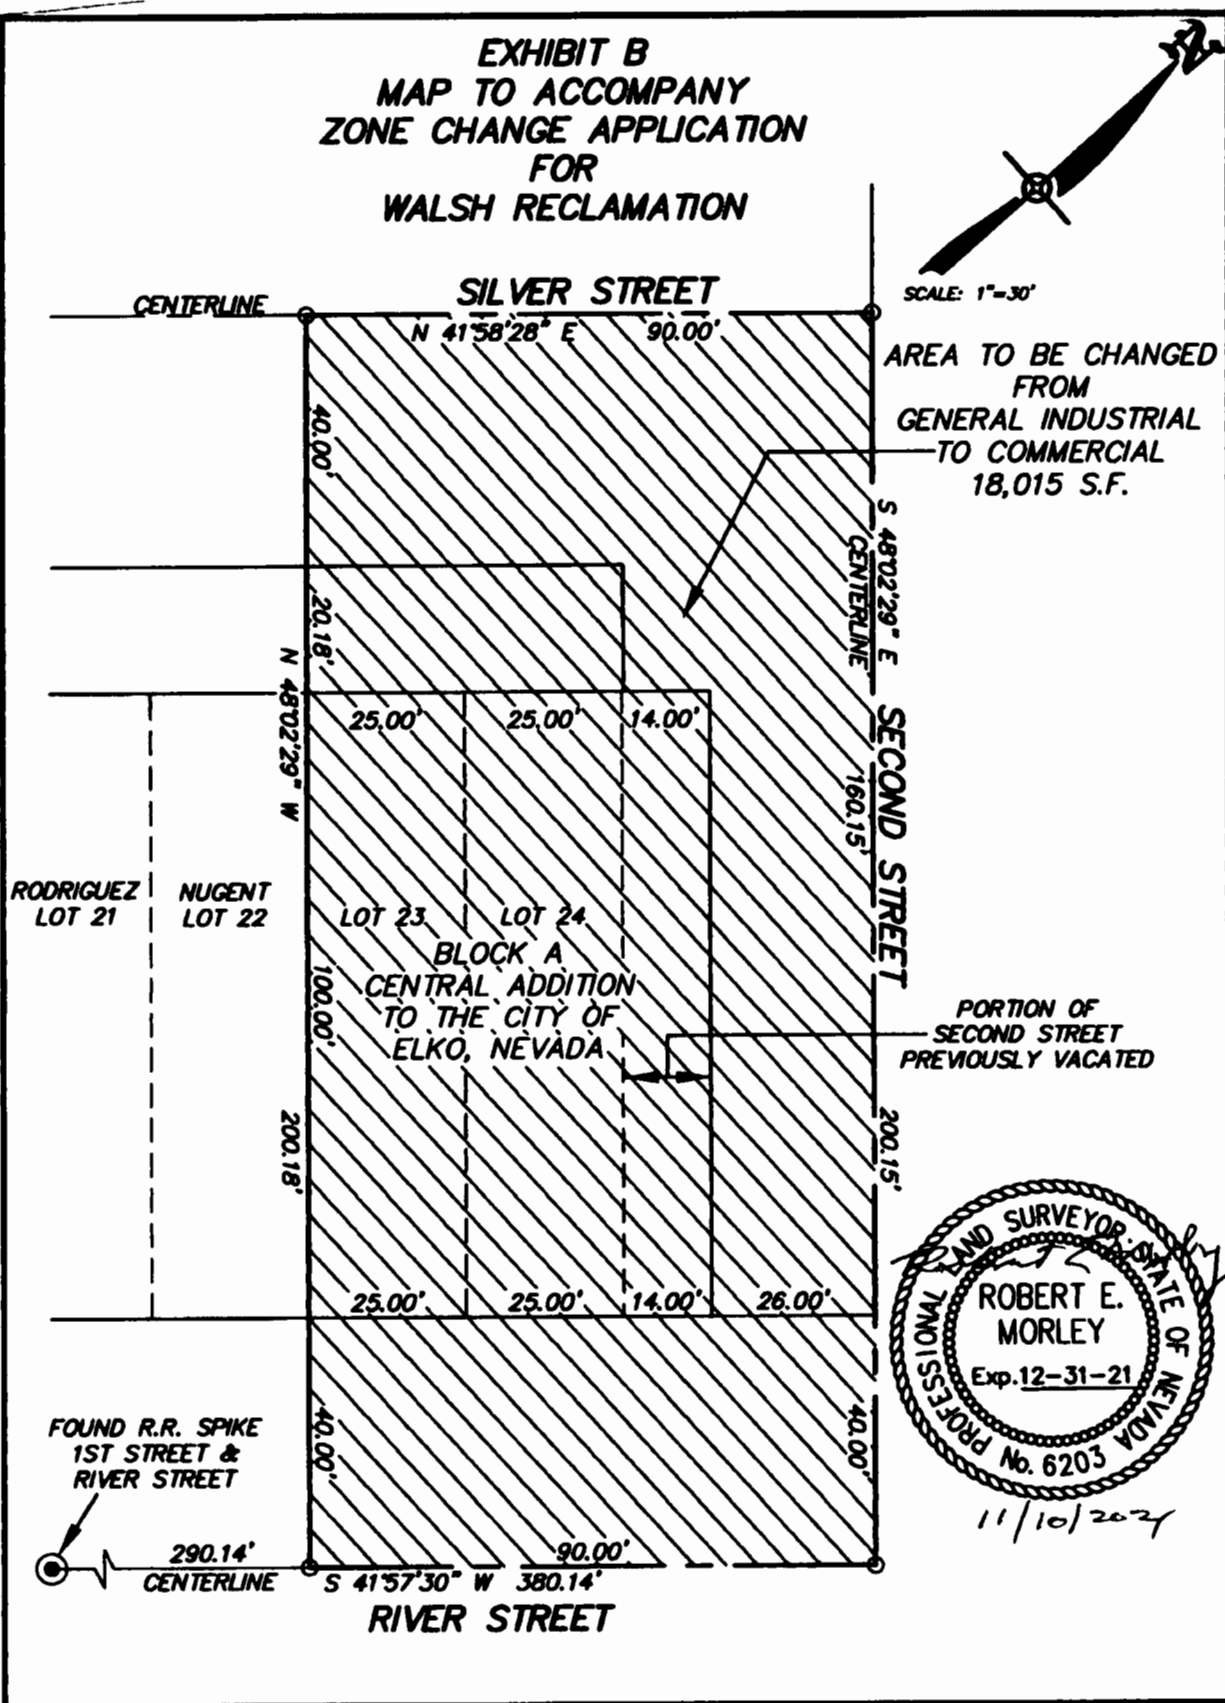 EXHIBIT B
MAP TO ACCOMPANY
ZONE CHANGE APPLICATION
FOR
WALSH RECLAMATION
N
SCALE: 1"=30'
CENTERLINE
SILVER STREET
N 41°58'28" E 90.00'
AREA TO BE CHANGED
FROM
GENERAL INDUSTRIAL
TO COMMERCIAL
18,015 S.F.
40.00'
20.18'
N 48°02'29" W
S 48°02'29" E
CENTERLINE
SECOND STREET
160.15'
25.00' 25.00' 14.00'
RODRIGUEZ
LOT 21
NUGENT
LOT 22
LOT 23 LOT 24
BLOCK A
CENTRAL ADDITION
TO THE CITY OF
ELKO, NEVADA
100.00'
200.18'
PORTION OF
SECOND STREET
PREVIOUSLY VACATED
200.15'
25.00' 25.00' 14.00' 26.00'
PROFESSIONAL LAND SURVEYOR · STATE OF NEVADA
ROBERT E.
MORLEY
Exp. 12-31-21
No. 6203
11/10/2021
40.00'
40.00'
FOUND R.R. SPIKE
1ST STREET &
RIVER STREET
290.14'
CENTERLINE
90.00'
S 41°57'30" W 380.14'
RIVER STREET